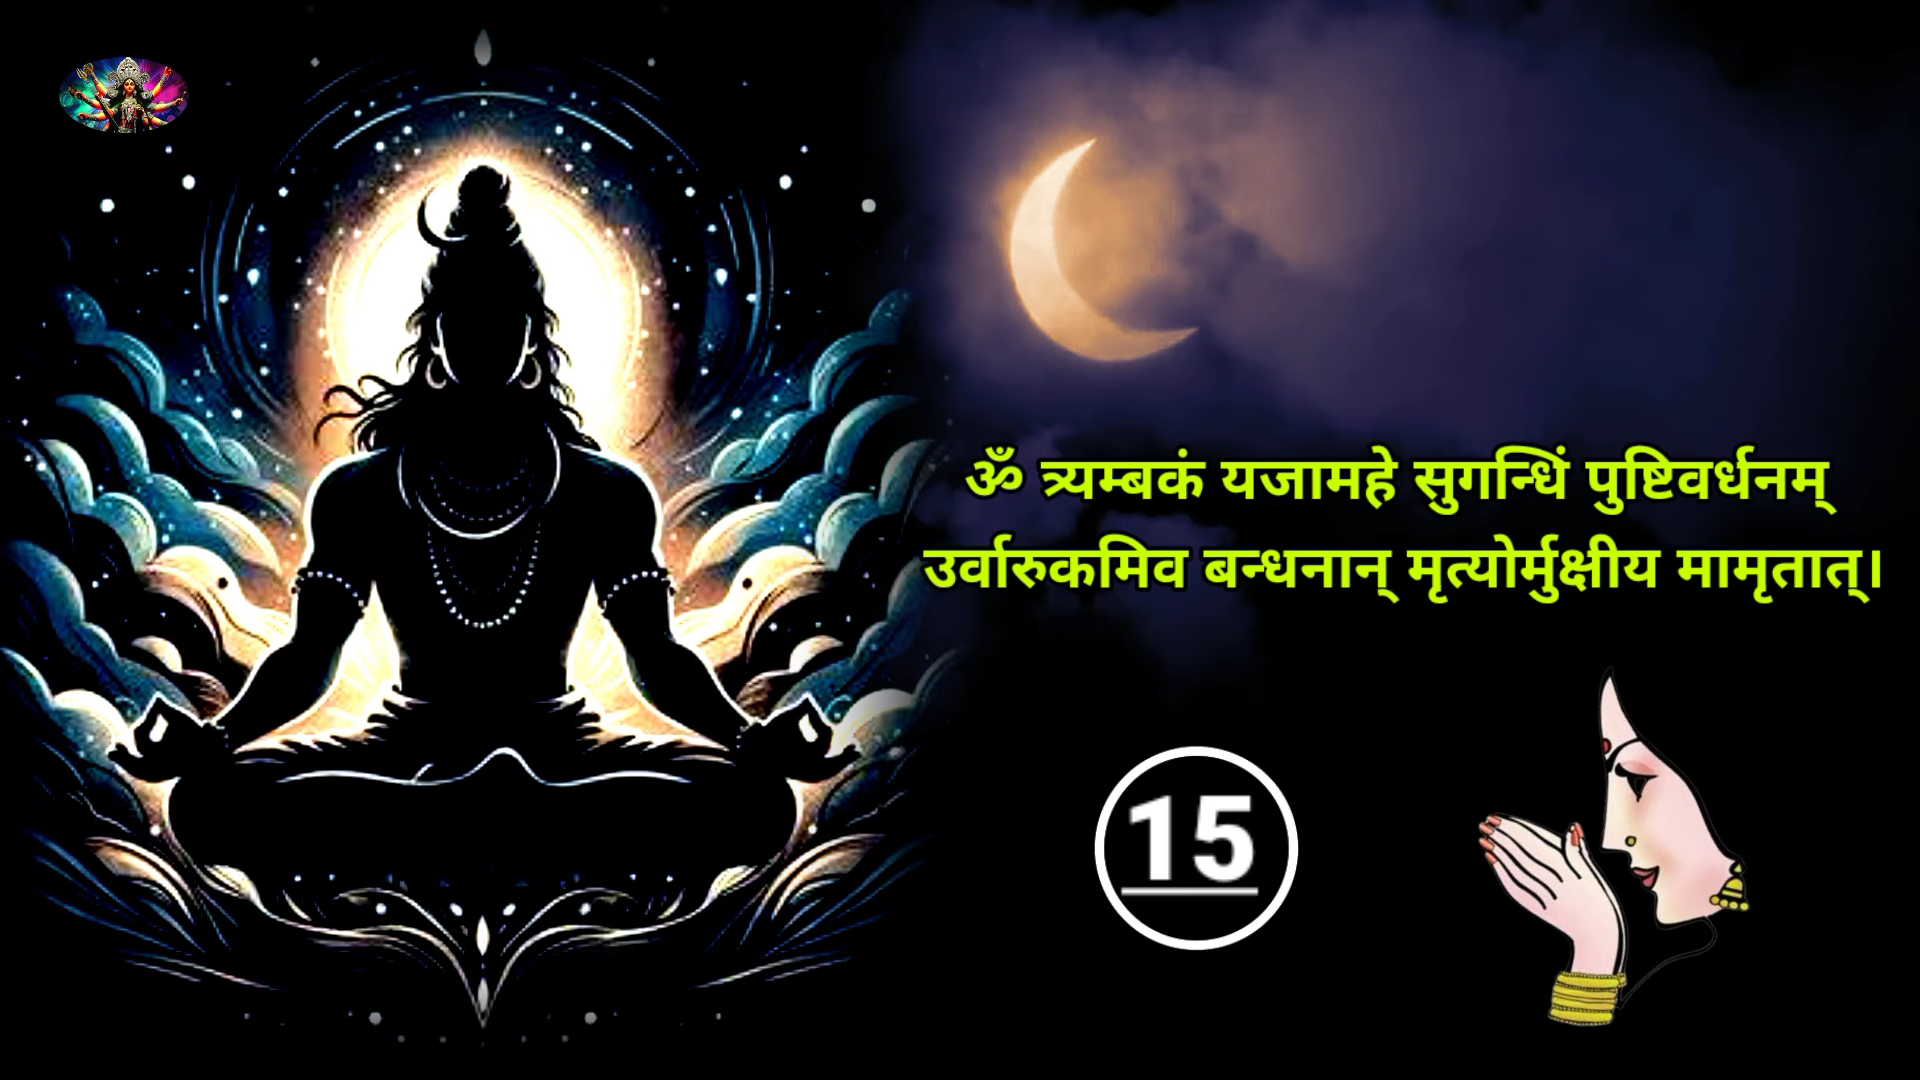 ॐ त्र्यम्बकं यजामहे सुगन्धिं पुष्टिवर्धनम्
उर्वारुकमिव बन्धनान् मृत्योर्मुक्षीय मामृतात्।
15